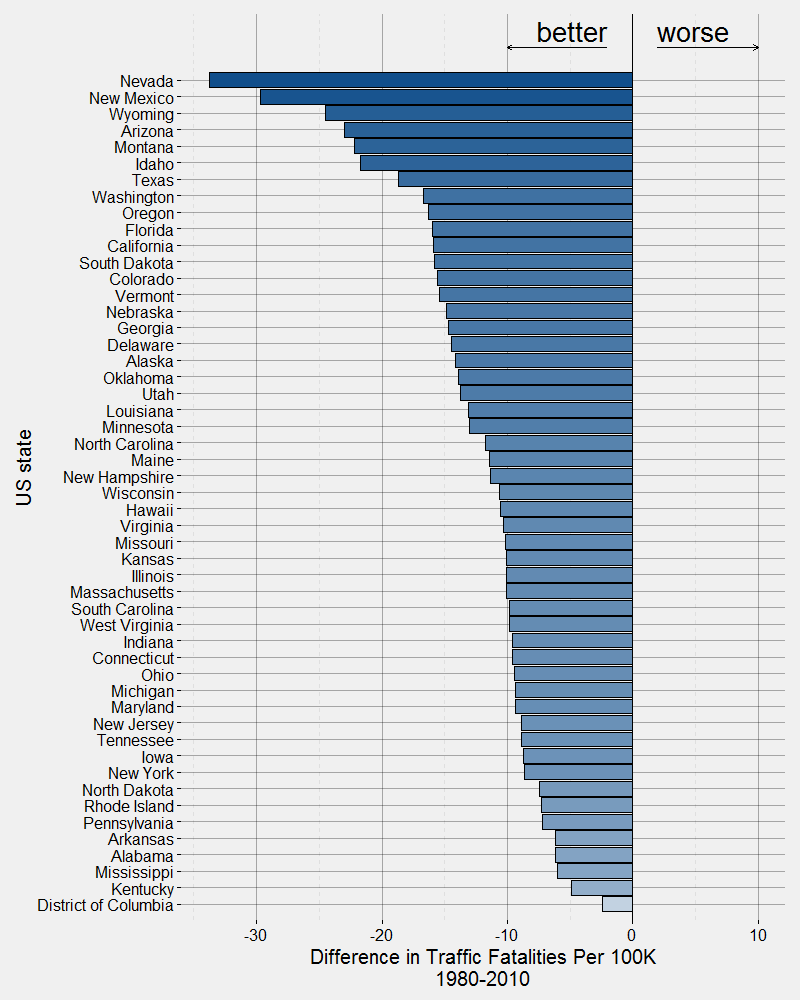 better worse
Nevada
New Mexico
Wyoming
Arizona
Montana
Idaho
Texas
Washington
Oregon
Florida
California
South Dakota
Colorado
Vermont
Nebraska
Georgia
Delaware
Alaska
Oklahoma
Utah
Louisiana
Minnesota
North Carolina
Maine
New Hampshire
Wisconsin
Hawaii
Virginia
Missouri
Kansas
Illinois
Massachusetts
South Carolina
West Virginia
Indiana
Connecticut
Ohio
Michigan
Maryland
New Jersey
Tennessee
Iowa
New York
North Dakota
Rhode Island
Pennsylvania
Arkansas
Alabama
Mississippi
Kentucky
District of Columbia
US state
-30 -20 -10 0 10
Difference in Traffic Fatalities Per 100K
1980-2010